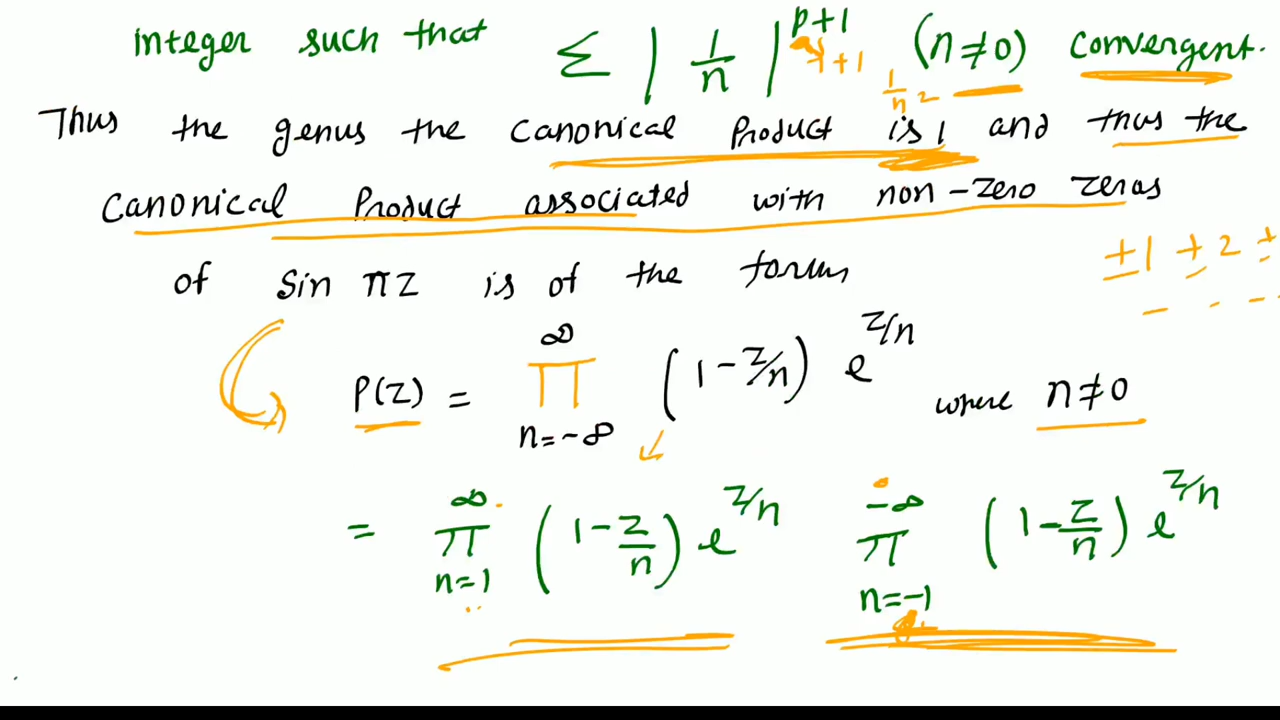 integer such that Σ |1/n|^{p+1} (n≠0) convergent.
1+1
1/n²
Thus the genus the canonical product is 1 and thus the
canonical product associated with non-zero zeros
±1 ± 2 ±
of sin πz is of the form
P(z) = ∏_{n=-∞}^{∞} (1 - z/n) e^{z/n} where n≠0
= ∏_{n=1}^{∞} (1 - z/n) e^{z/n} ∏_{n=-1}^{-∞} (1 - z/n) e^{z/n}